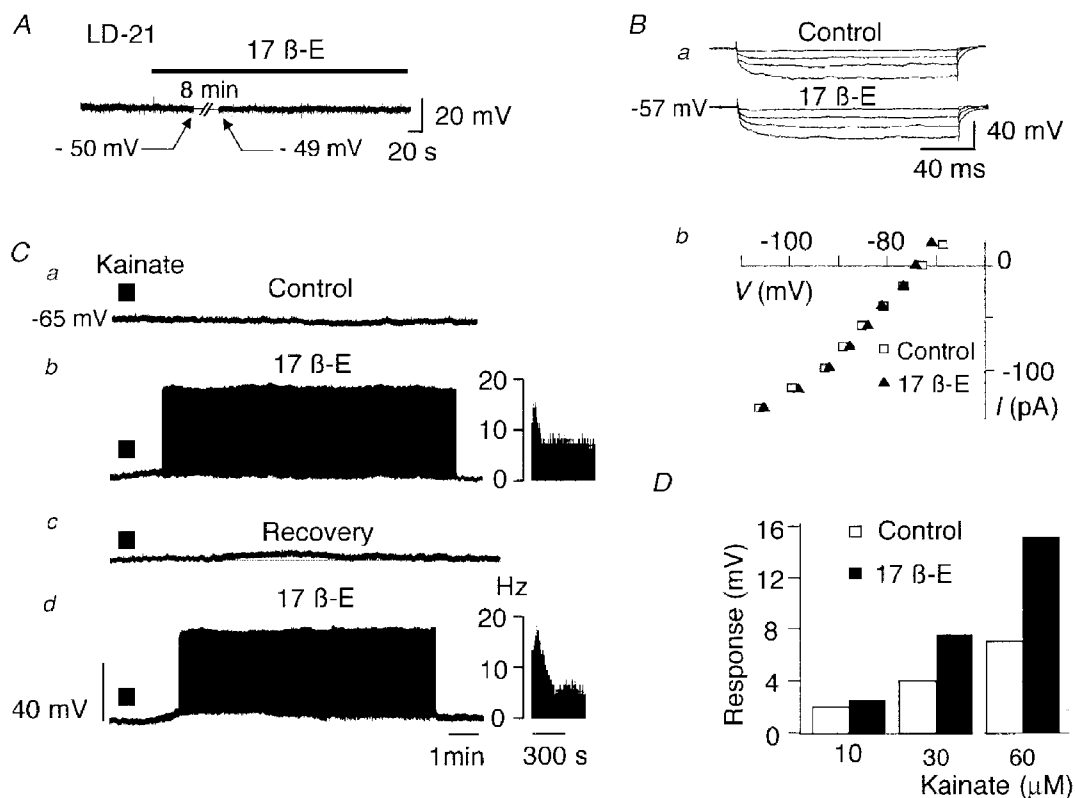 A
LD-21
17 ß-E
8 min
- 50 mV
- 49 mV
20 mV
20 s
B
a
Control
-57 mV
17 ß-E
40 mV
40 ms
b
-100
-80
0
V (mV)
Control
17 ß-E
-100
I (pA)
C
a
Kainate
Control
-65 mV
b
17 ß-E
20
10
0
c
Recovery
d
17 ß-E
Hz
20
10
0
40 mV
1min
300 s
D
Control
17 ß-E
Response (mV)
16
12
8
4
0
10
30
60
Kainate (µM)